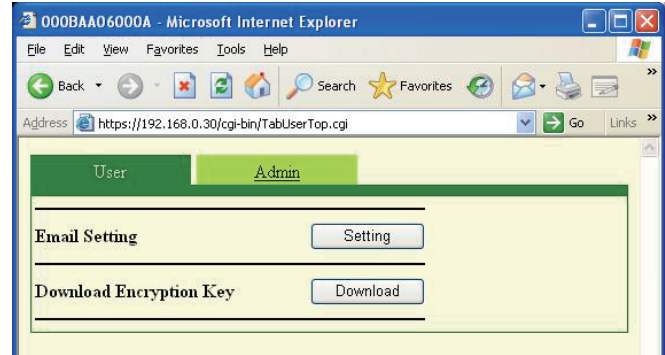 000BAA06000A - Microsoft Internet Explorer
File Edit View Favorites Tools Help
Back Search Favorites »
Address https://192.168.0.30/cgi-bin/TabUserTop.cgi Go Links »
User Admin
Email Setting Setting
Download Encryption Key Download